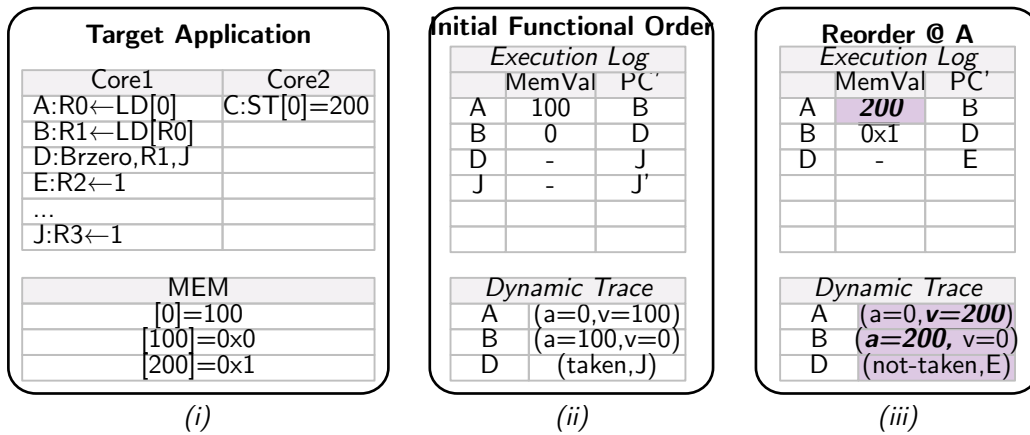 Target Application
Core1 Core2
A:R0←LD[0] C:ST[0]=200
B:R1←LD[R0]
D:Brzero,R1,J
E:R2←1
...
J:R3←1
MEM
[0]=100
[100]=0x0
[200]=0x1
(i)
Initial Functional Order
Execution Log
MemVal PC'
A 100 B
B 0 D
D - J
J - J'
Dynamic Trace
A (a=0,v=100)
B (a=100,v=0)
D (taken,J)
(ii)
Reorder @ A
Execution Log
MemVal PC'
A 200 B
B 0x1 D
D - E
Dynamic Trace
A (a=0,v=200)
B (a=200, v=0)
D (not-taken,E)
(iii)